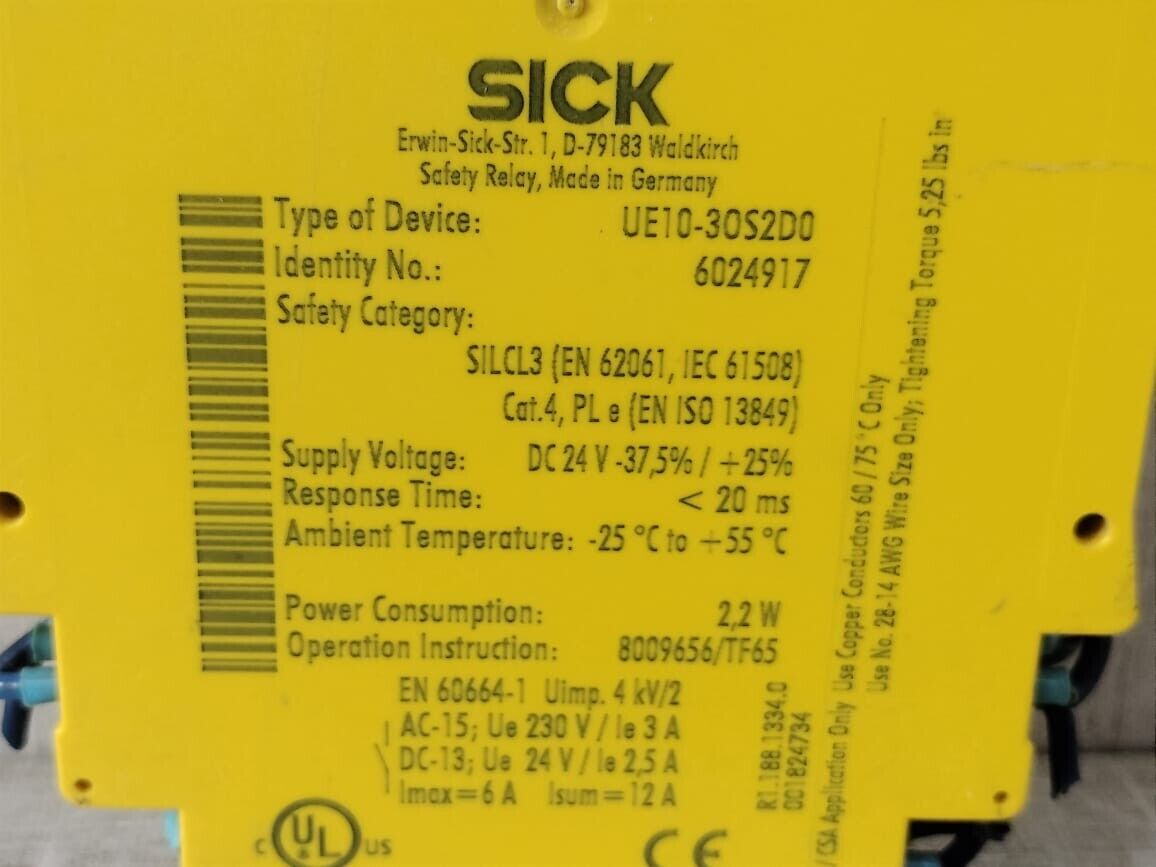 SICK
Erwin-Sick-Str. 1, D-79183 Waldkirch
Safety Relay, Made in Germany
Type of Device: UE10-3OS2D0
Identity No.: 6024917
Safety Category:
SILCL3 (EN 62061, IEC 61508)
Cat.4, PL e (EN ISO 13849)
Supply Voltage: DC 24 V -37,5% / +25%
Response Time: < 20 ms
Ambient Temperature: -25 °C to +55 °C
Power Consumption: 2,2 W
Operation Instruction: 8009656/TF65
EN 60664-1 Uimp. 4 kV/2
AC-15; Ue 230 V / Ie 3 A
DC-13; Ue 24 V / Ie 2,5 A
Imax=6 A Isum=12 A
c UL US
CE
R1.188.1334.0
001824734
/ CSA Application Only Use Copper Conductors 60 / 75 °C Only
Use No. 28-14 AWG Wire Size Only; Tightening Torque 5,25 lbs in